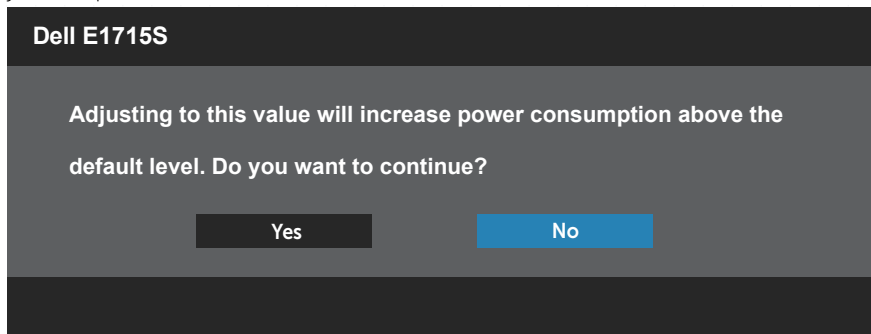 Dell E1715S
Adjusting to this value will increase power consumption above the
default level. Do you want to continue?
Yes No